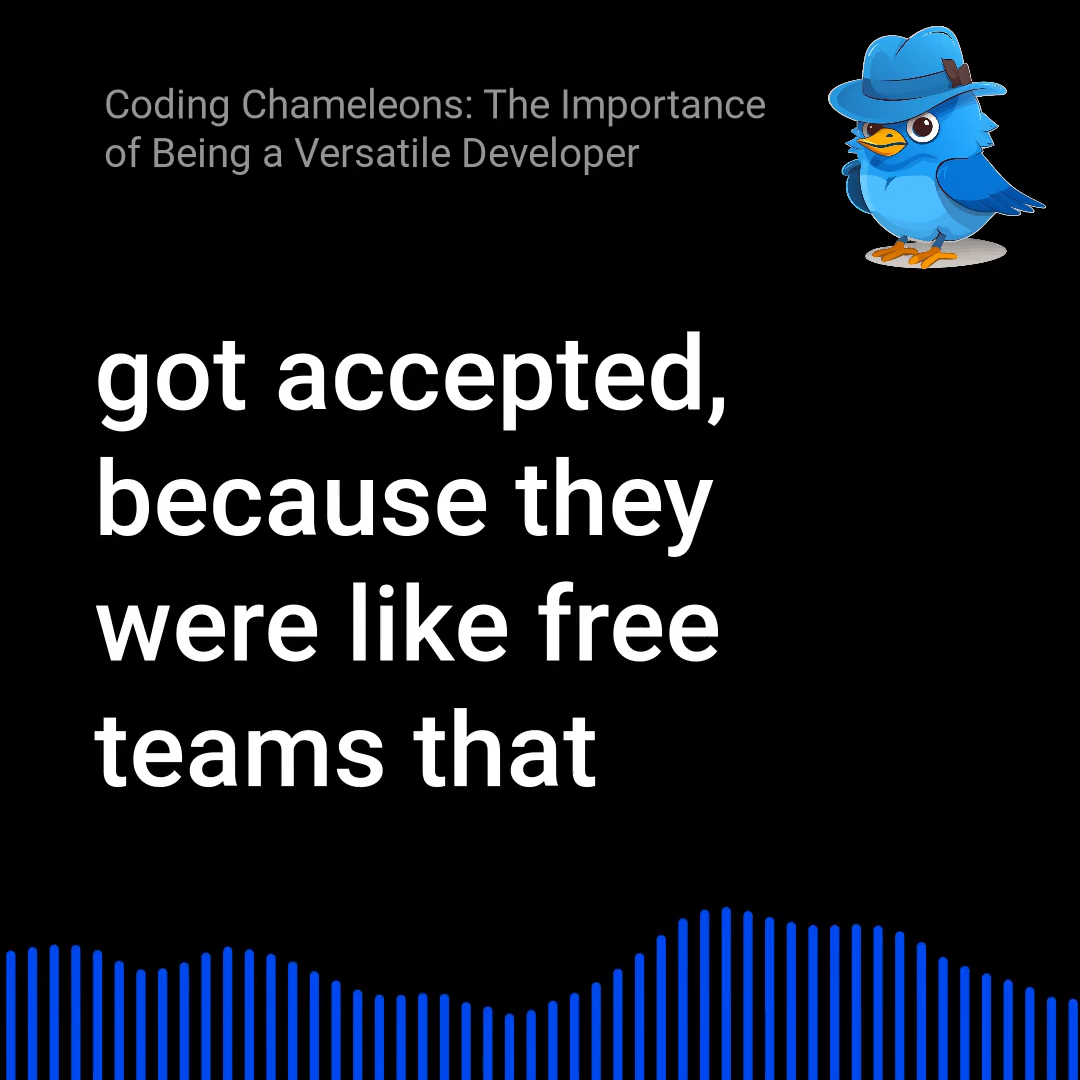 Coding Chameleons: The Importance
of Being a Versatile Developer
got accepted,
because they
were like free
teams that